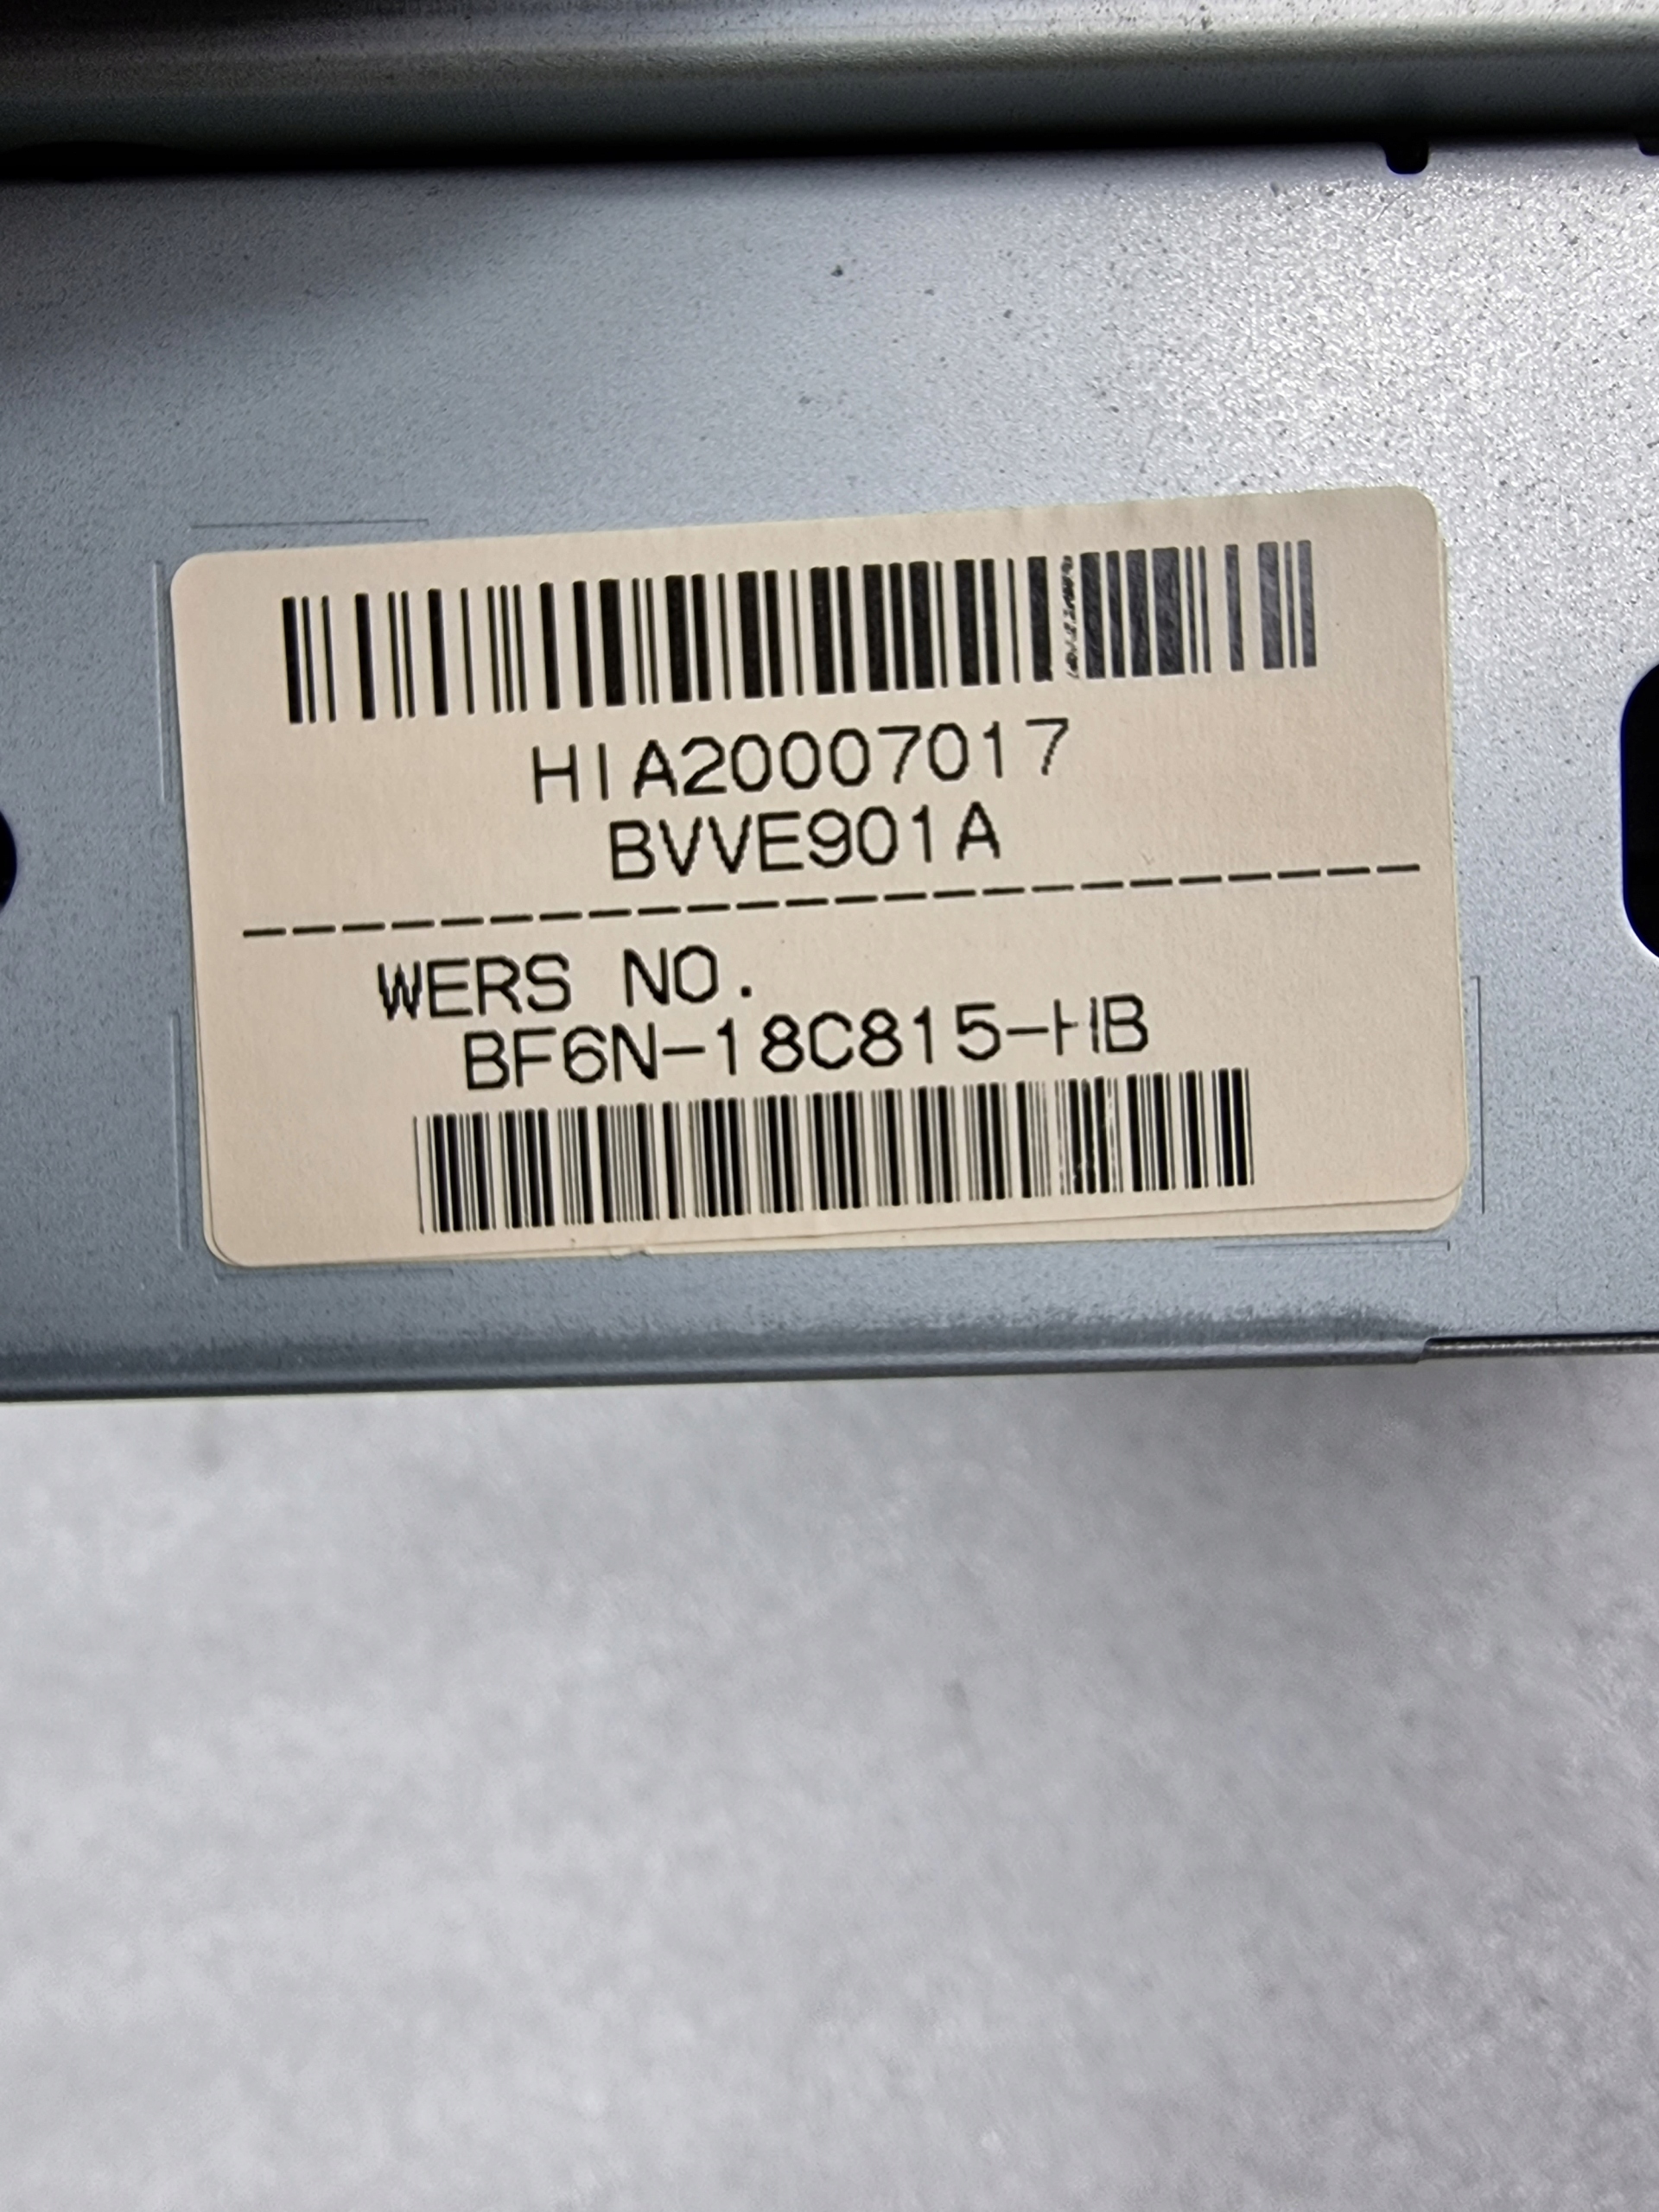 HIA20007017
BVVE901A
WERS NO.
BF6N-18C815-HB